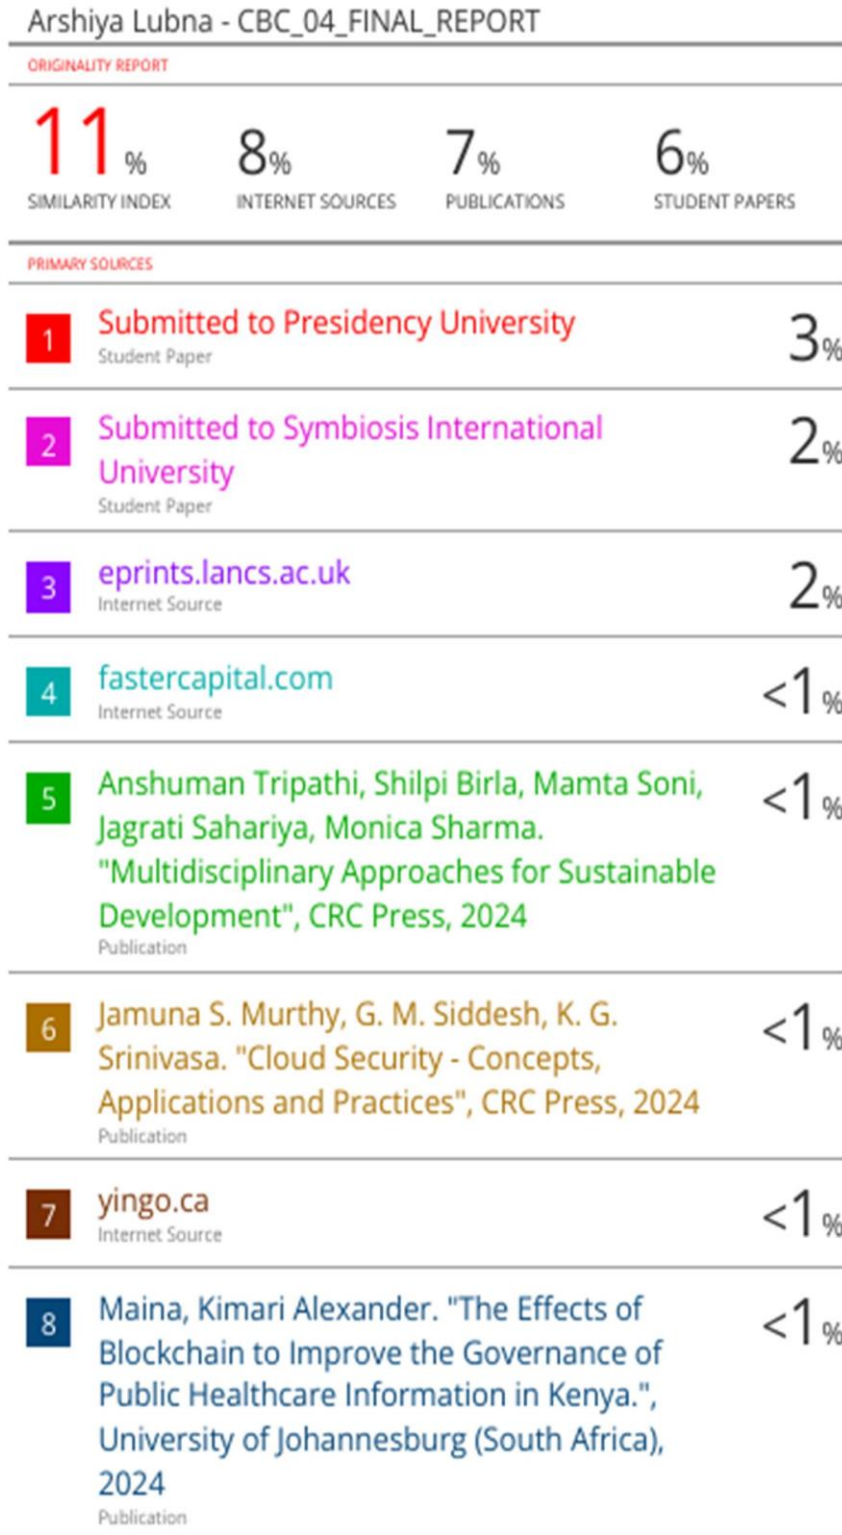 Arshiya Lubna - CBC_04_FINAL_REPORT
ORIGINALITY REPORT
11% 8% 7% 6%
SIMILARITY INDEX INTERNET SOURCES PUBLICATIONS STUDENT PAPERS
PRIMARY SOURCES
1 Submitted to Presidency University 3%
Student Paper
2 Submitted to Symbiosis International 2%
University
Student Paper
3 eprints.lancs.ac.uk 2%
Internet Source
4 fastercapital.com <1%
Internet Source
5 Anshuman Tripathi, Shilpi Birla, Mamta Soni, <1%
Jagrati Sahariya, Monica Sharma.
"Multidisciplinary Approaches for Sustainable
Development", CRC Press, 2024
Publication
6 Jamuna S. Murthy, G. M. Siddesh, K. G. <1%
Srinivasa. "Cloud Security - Concepts,
Applications and Practices", CRC Press, 2024
Publication
7 yingo.ca <1%
Internet Source
8 Maina, Kimari Alexander. "The Effects of <1%
Blockchain to Improve the Governance of
Public Healthcare Information in Kenya.",
University of Johannesburg (South Africa),
2024
Publication